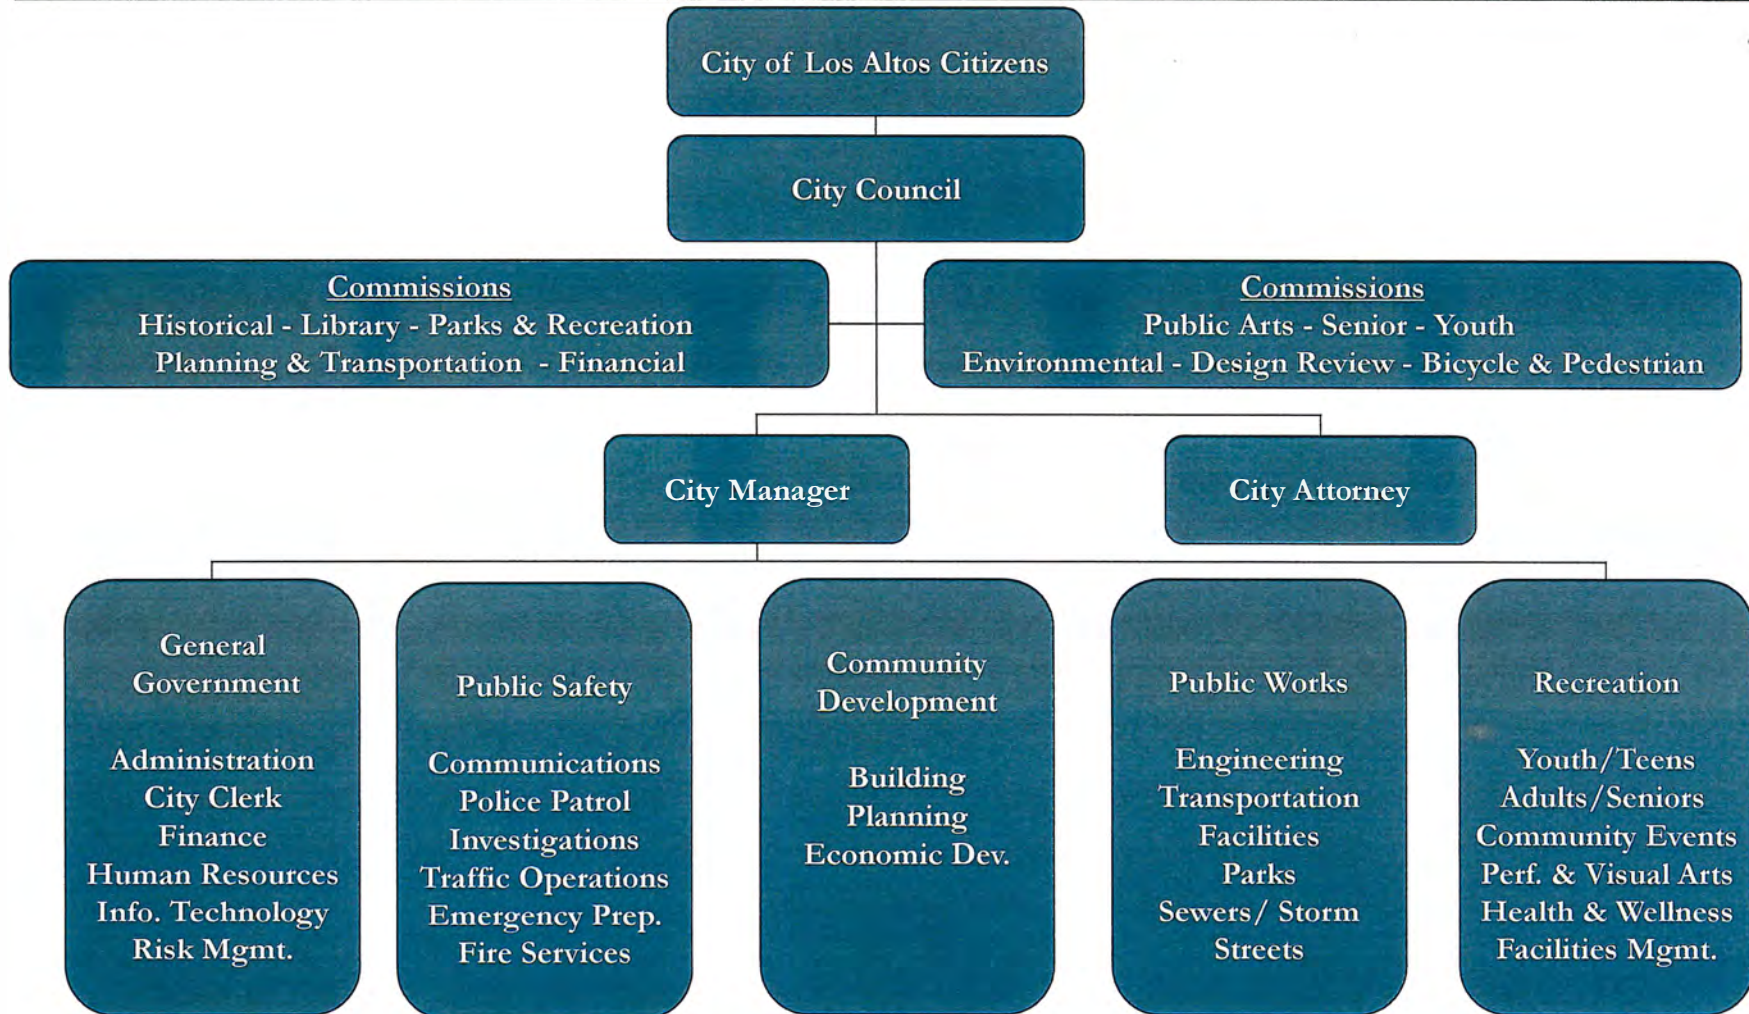 City of Los Altos Citizens
City Council
Commissions
Historical - Library - Parks & Recreation
Planning & Transportation - Financial
Commissions
Public Arts - Senior - Youth
Environmental - Design Review - Bicycle & Pedestrian
City Manager
City Attorney
General
Government
Administration
City Clerk
Finance
Human Resources
Info. Technology
Risk Mgmt.
Public Safety
Communications
Police Patrol
Investigations
Traffic Operations
Emergency Prep.
Fire Services
Community
Development
Building
Planning
Economic Dev.
Public Works
Engineering
Transportation
Facilities
Parks
Sewers/ Storm
Streets
Recreation
Youth/Teens
Adults/Seniors
Community Events
Perf. & Visual Arts
Health & Wellness
Facilities Mgmt.